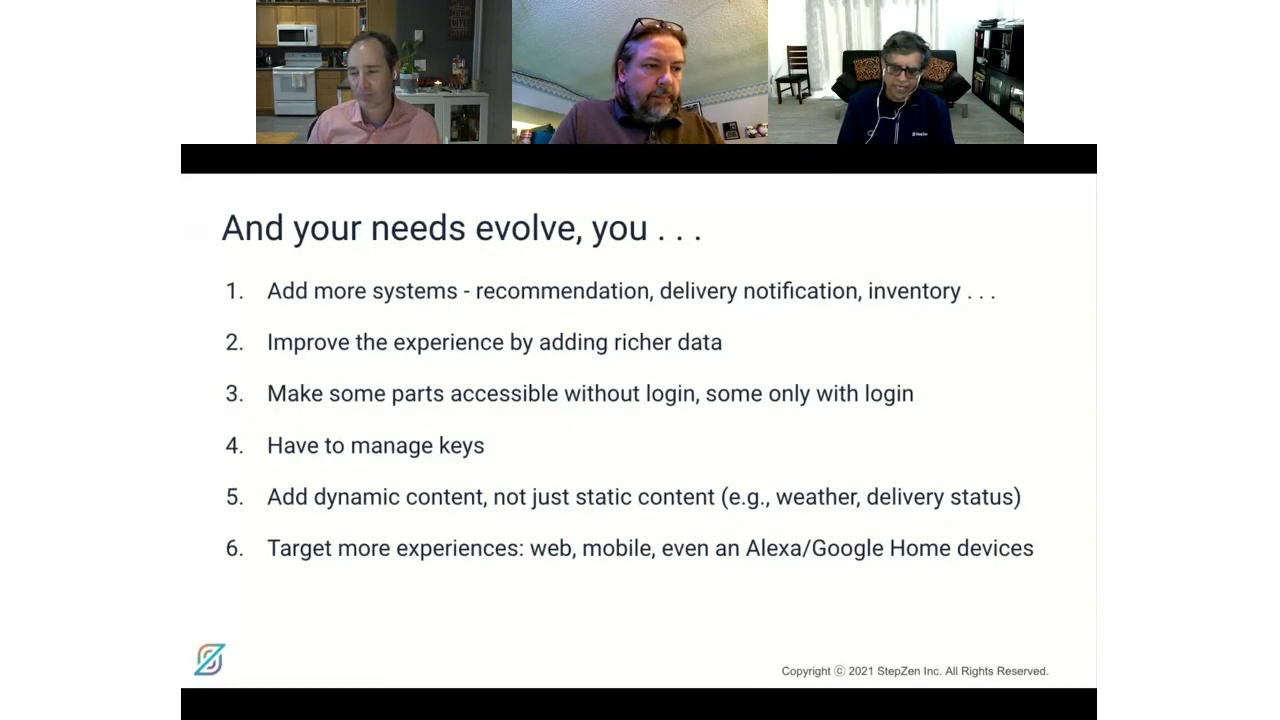 StepZen
And your needs evolve, you . . .
1. Add more systems - recommendation, delivery notification, inventory . . .
2. Improve the experience by adding richer data
3. Make some parts accessible without login, some only with login
4. Have to manage keys
5. Add dynamic content, not just static content (e.g., weather, delivery status)
6. Target more experiences: web, mobile, even an Alexa/Google Home devices
Copyright ⓒ 2021 StepZen Inc. All Rights Reserved.